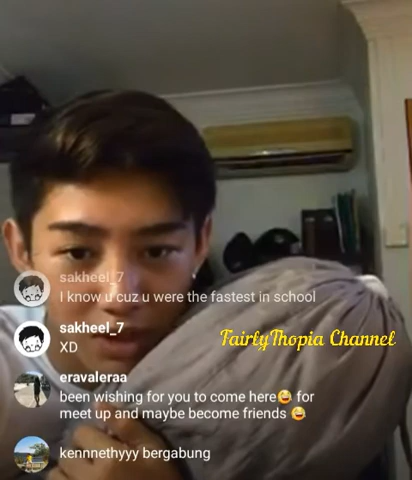 sakheel_7
I know u cuz u were the fastest in school
FairlyThopia Channel
sakheel_7
XD
eravaleraa
been wishing for you to come here😂 for
meet up and maybe become friends 😂
kennnethyyy bergabung